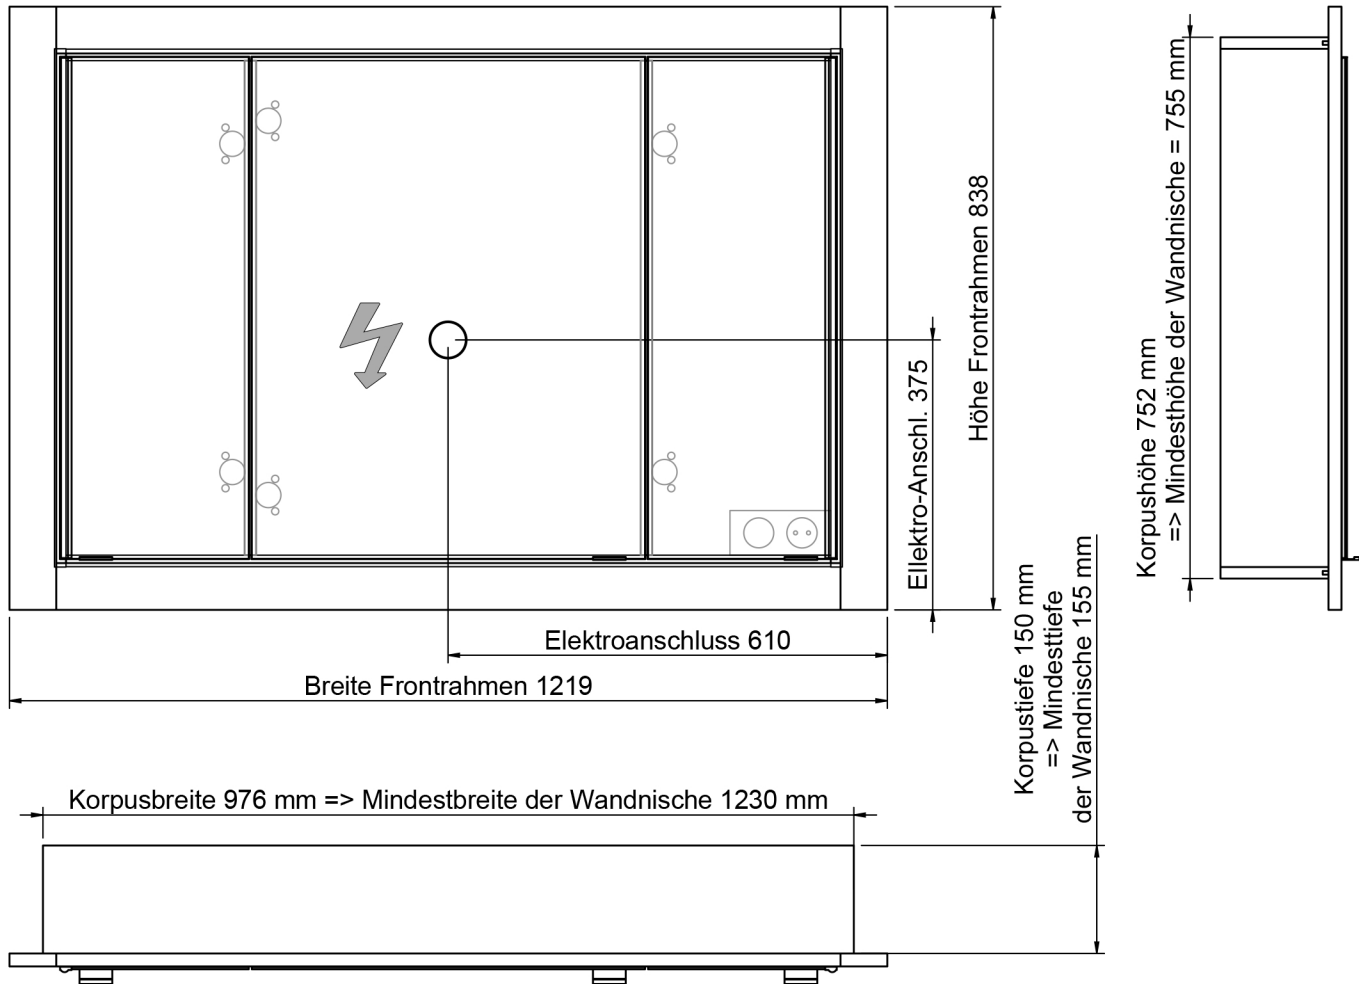 Korpushöhe 752 mm
=> Mindesthöhe der Wandnische = 755 mm
Höhe Frontrahmen 838
Ellektro-Anschl. 375
Elektroanschluss 610
Breite Frontrahmen 1219
Korpustiefe 150 mm
=> Mindesttiefe
der Wandnische 155 mm
Korpusbreite 976 mm => Mindestbreite der Wandnische 1230 mm